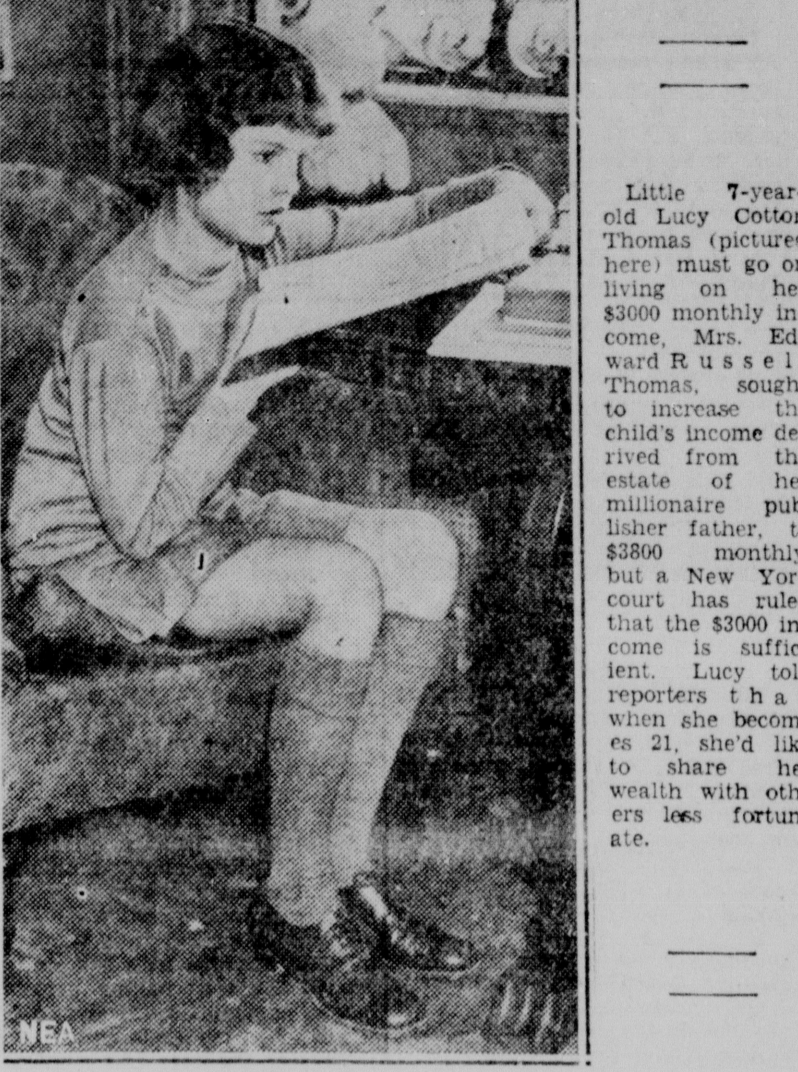 Little 7-year-
old Lucy Cotton
Thomas (picture
here) must go o
living on he
$3000 monthly in
come, Mrs. Ed
ward Russel
Thomas, sough
to increase th
child's income de
rived from th
estate of he
millionaire pub
lisher father, t
$3800 monthly
but a New Yor
court has rule
that the $3000 in
come is suffic
ient. Lucy tol
reporters tha
when she becom
es 21, she'd lik
to share he
wealth with oth
ers less fortun
ate.
NEA